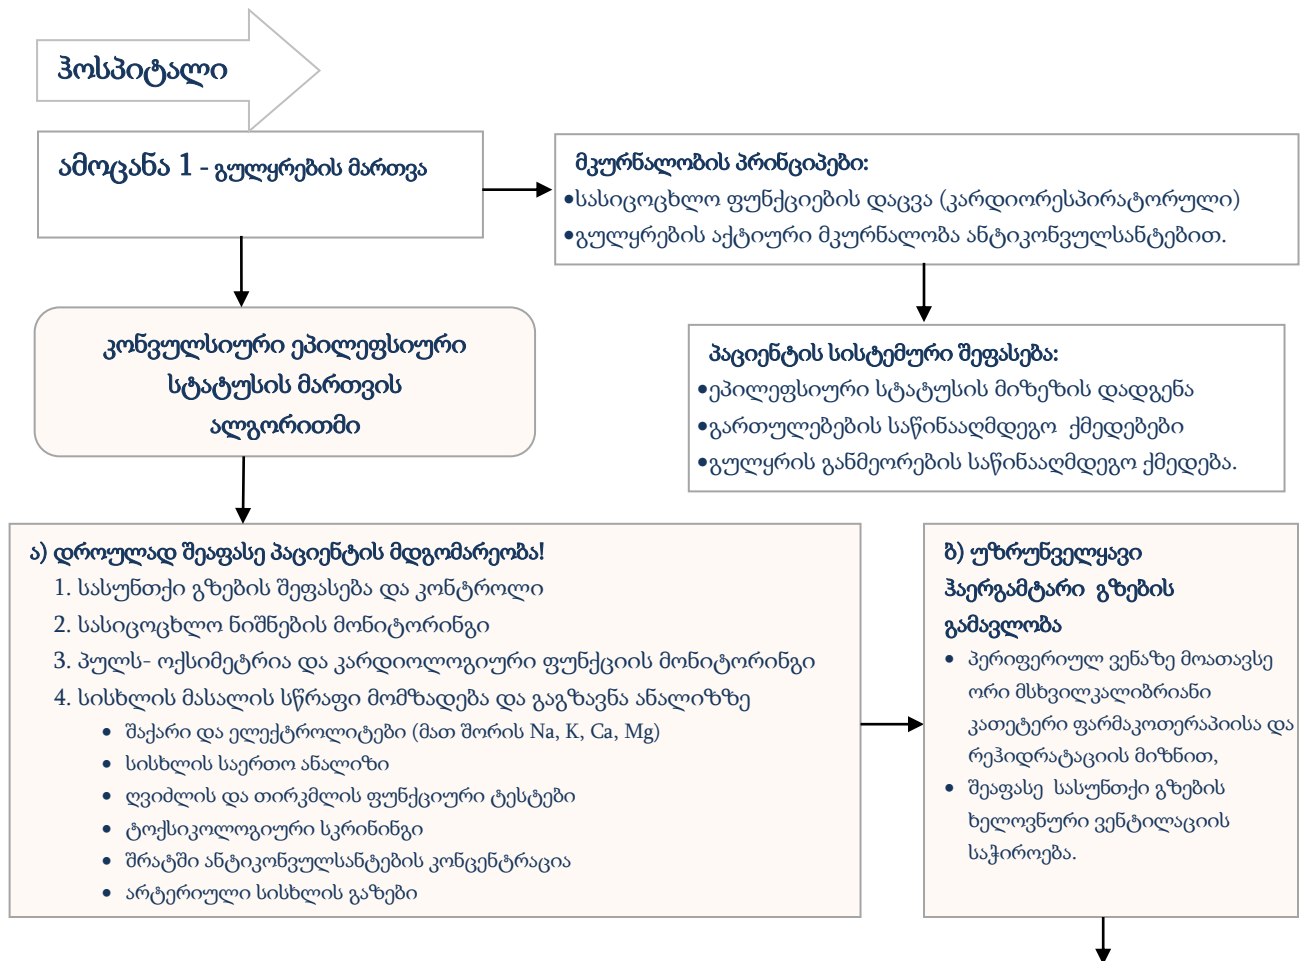 ჰოსპიტალი
ამოცანა 1 - გულყრების მართვა
მკურნალობის პრინციპები:
•სასიცოცხლო ფუნქციების დაცვა (კარდიორესპირატორული)
•გულყრების აქტიური მკურნალობა ანტიკონვულსანტებით.
კონვულსიური ეპილეფსიური
სტატუსის მართვის
ალგორითმი
პაციენტის სისტემური შეფასება:
•ეპილეფსიური სტატუსის მიზეზის დადგენა
•გართულებების საწინააღმდეგო ქმედებები
•გულყრის განმეორების საწინააღმდეგო ქმედება.
ა) დროულად შეაფასე პაციენტის მდგომარეობა!
1. სასუნთქი გზების შეფასება და კონტროლი
2. სასიცოცხლო ნიშნების მონიტორინგი
3. პულს- ოქსიმეტრია და კარდიოლოგიური ფუნქციის მონიტორინგი
4. სისხლის მასალის სწრაფი მომზადება და გაგზავნა ანალიზზე
• შაქარი და ელექტროლიტები (მათ შორის Na, K, Ca, Mg)
• სისხლის საერთო ანალიზი
• ღვიძლის და თირკმლის ფუნქციური ტესტები
• ტოქსიკოლოგიური სკრინინგი
• შრატში ანტიკონვულსანტების კონცენტრაცია
• არტერიული სისხლის გაზები
ბ) უზრუნველყავი
ჰაერგამტარი გზების
გამავლობა
• პერიფერიულ ვენაზე მოათავსე
ორი მსხვილკალიბრიანი
კათეტერი ფარმაკოთერაპიისა და
რეჰიდრატაციის მიზნით,
• შეაფასე სასუნთქი გზების
ხელოვნური ვენტილაციის
საჭიროება.